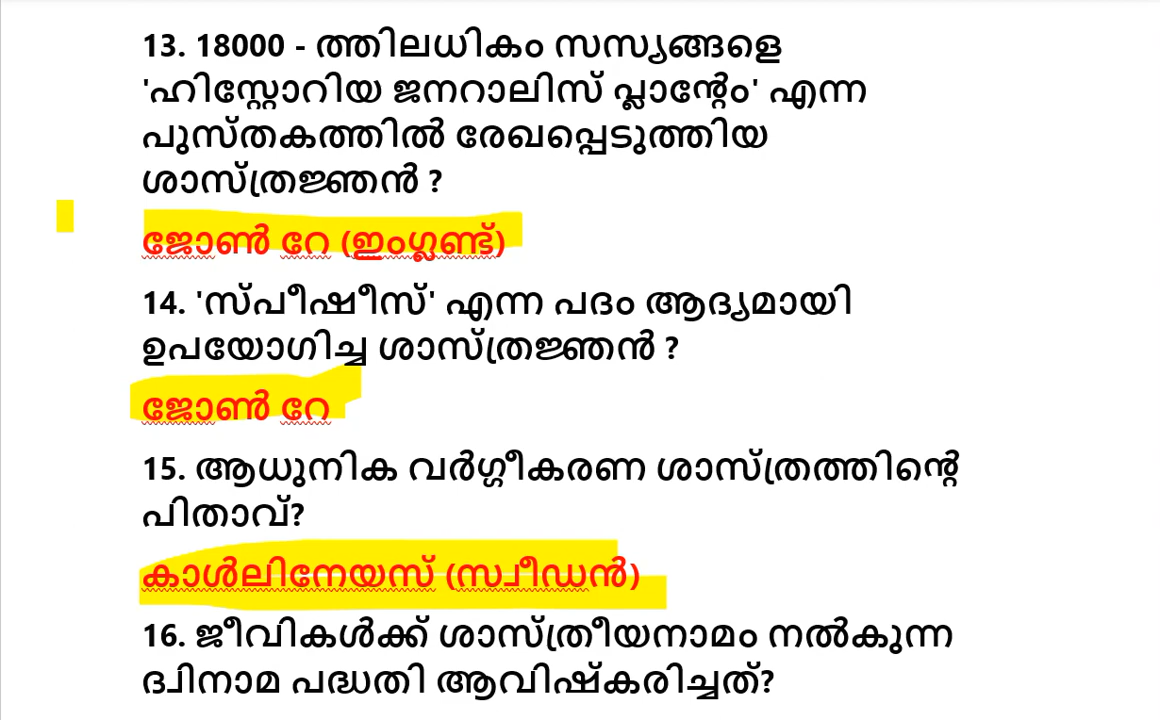 13. 18000 - ത്തിലധികം സസ്യങ്ങളെ
'ഹിസ്റ്റോറിയ ജനറാലിസ് പ്ലാന്റേം' എന്ന
പുസ്തകത്തിൽ രേഖപ്പെടുത്തിയ
ശാസ്ത്രജ്ഞൻ ?
ജോൺ റേ (ഇംഗ്ലണ്ട്)
14. 'സ്പീഷീസ്' എന്ന പദം ആദ്യമായി
ഉപയോഗിച്ച ശാസ്ത്രജ്ഞൻ ?
ജോൺ റേ
15. ആധുനിക വർഗ്ഗീകരണ ശാസ്ത്രത്തിന്റെ
പിതാവ്?
കാൾലിനേയസ് (സ്വീഡൻ)
16. ജീവികൾക്ക് ശാസ്ത്രീയനാമം നൽകുന്ന
ദ്വിനാമ പദ്ധതി ആവിഷ്കരിച്ചത്?